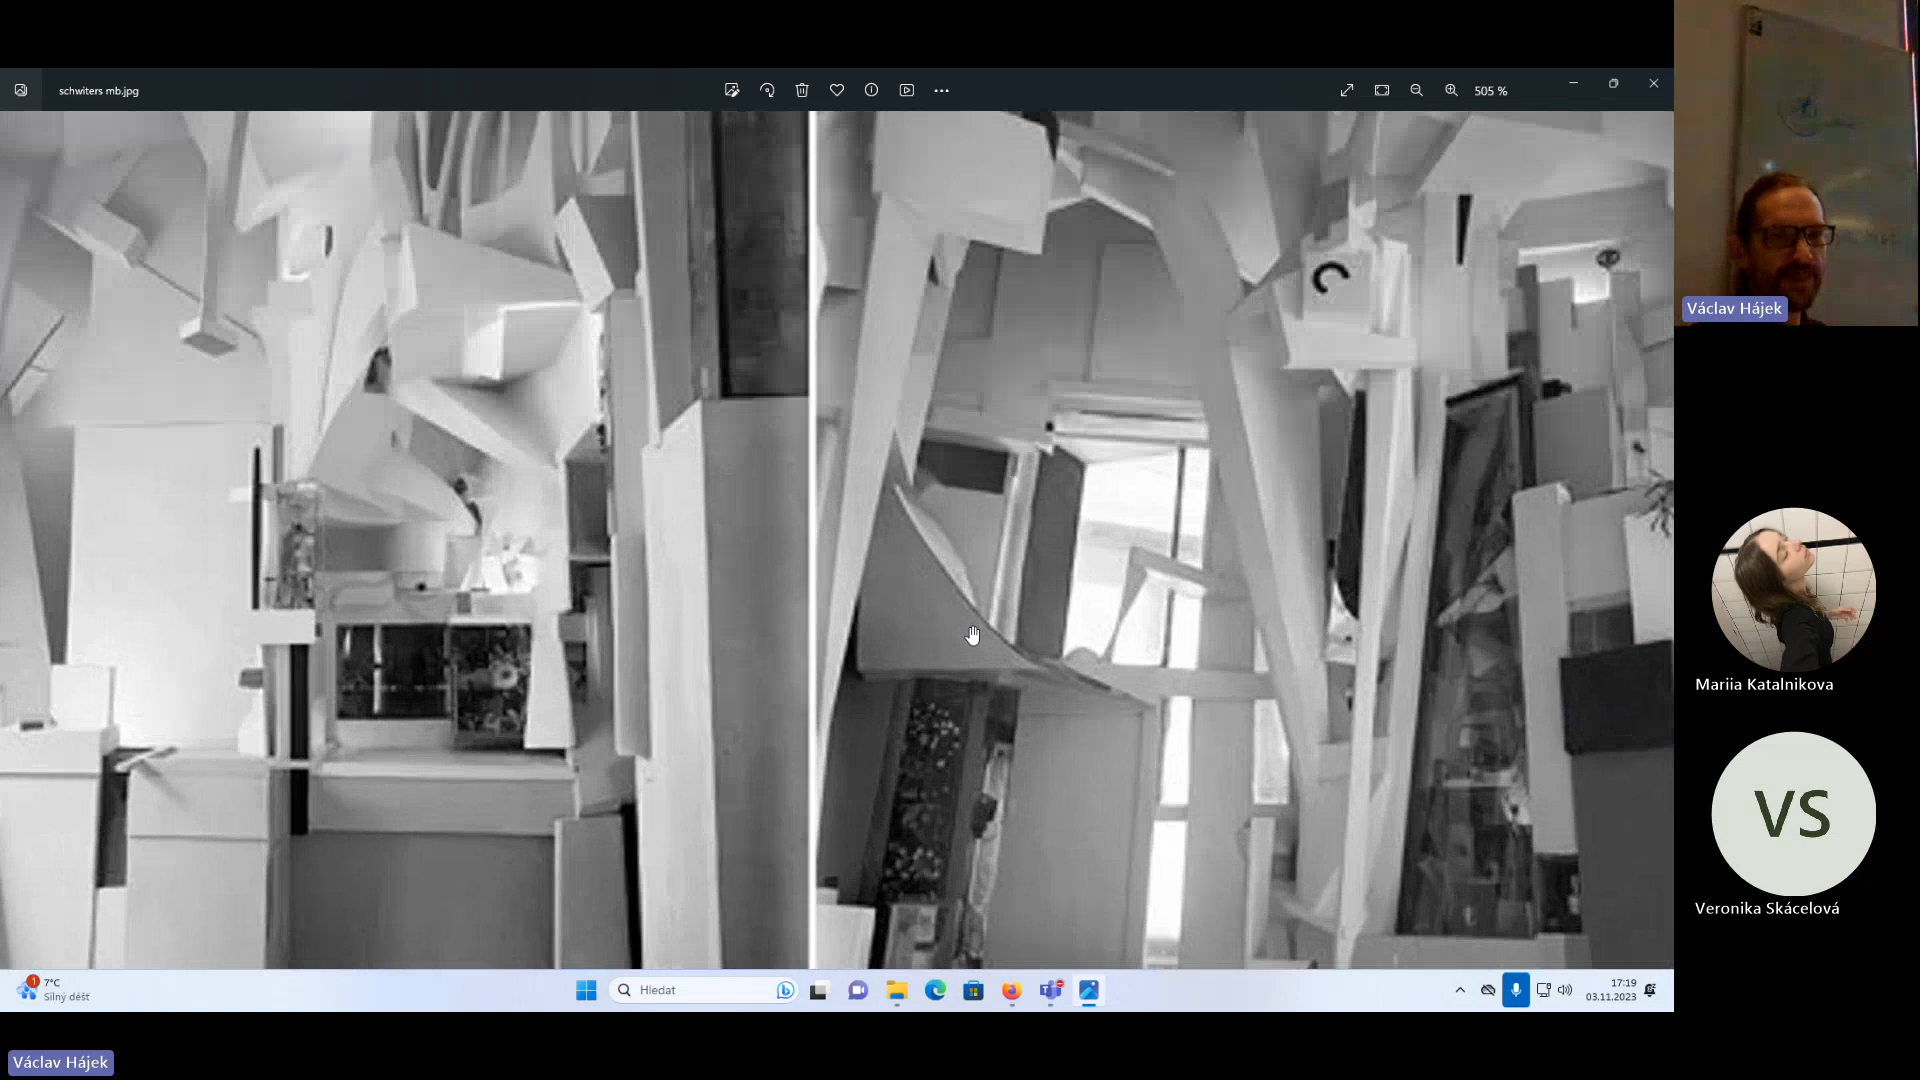 schwiters mb.jpg
505 %
Václav Hájek
Mariia Katalnikova
VS
Veronika Skácelová
1
7°C
Silný déšť
Hledat
17:19
03.11.2023
Václav Hájek